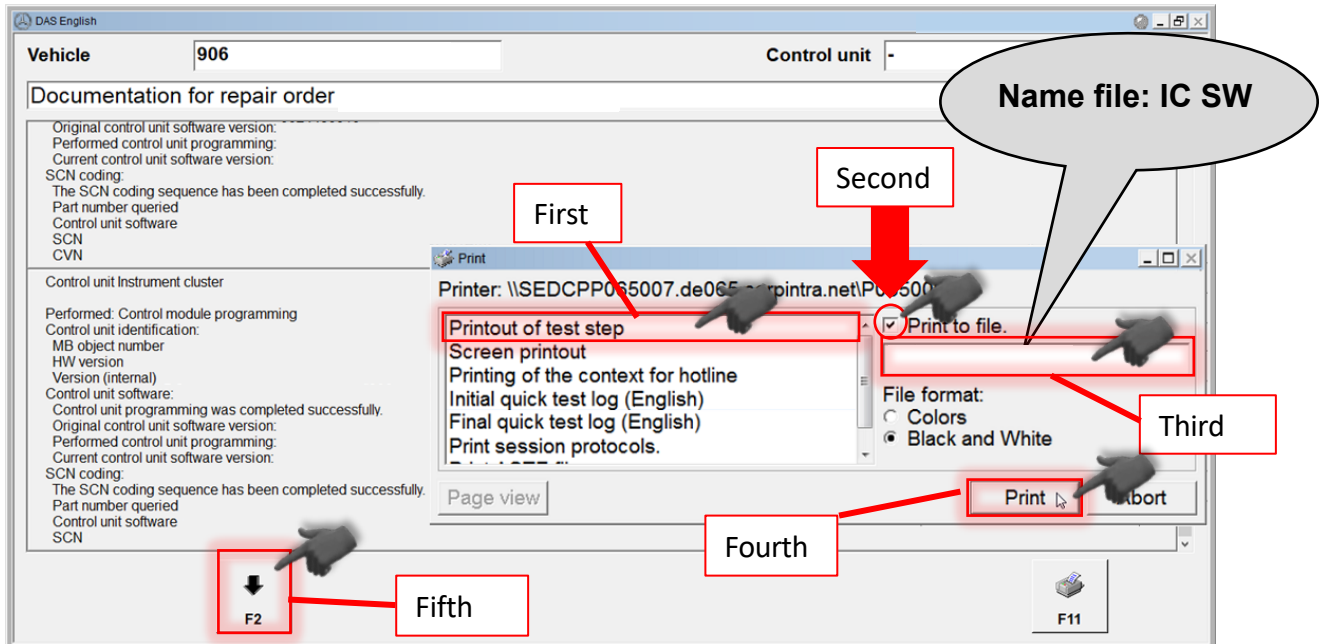 DAS English
Vehicle 906 Control unit -
Documentation for repair order
Name file: IC SW
Original control unit software version:
Performed control unit programming:
Current control unit software version:
SCN coding:
The SCN coding sequence has been completed successfully.
Part number queried
Control unit software
SCN
CVN
Control unit Instrument cluster
Performed: Control module programming
Control unit identification:
MB object number
HW version
Version (internal)
Control unit software:
Control unit programming was completed successfully.
Original control unit software version:
Performed control unit programming:
Current control unit software version:
SCN coding:
The SCN coding sequence has been completed successfully.
Part number queried
Control unit software
SCN
First
Second
Print
Printer:
Printout of test step
Screen printout
Printing of the context for hotline
Initial quick test log (English)
Final quick test log (English)
Print session protocols.
Print to file.
File format:
Colors
Black and White
Third
Page view
Print
Abort
Fourth
Fifth
F2
F11